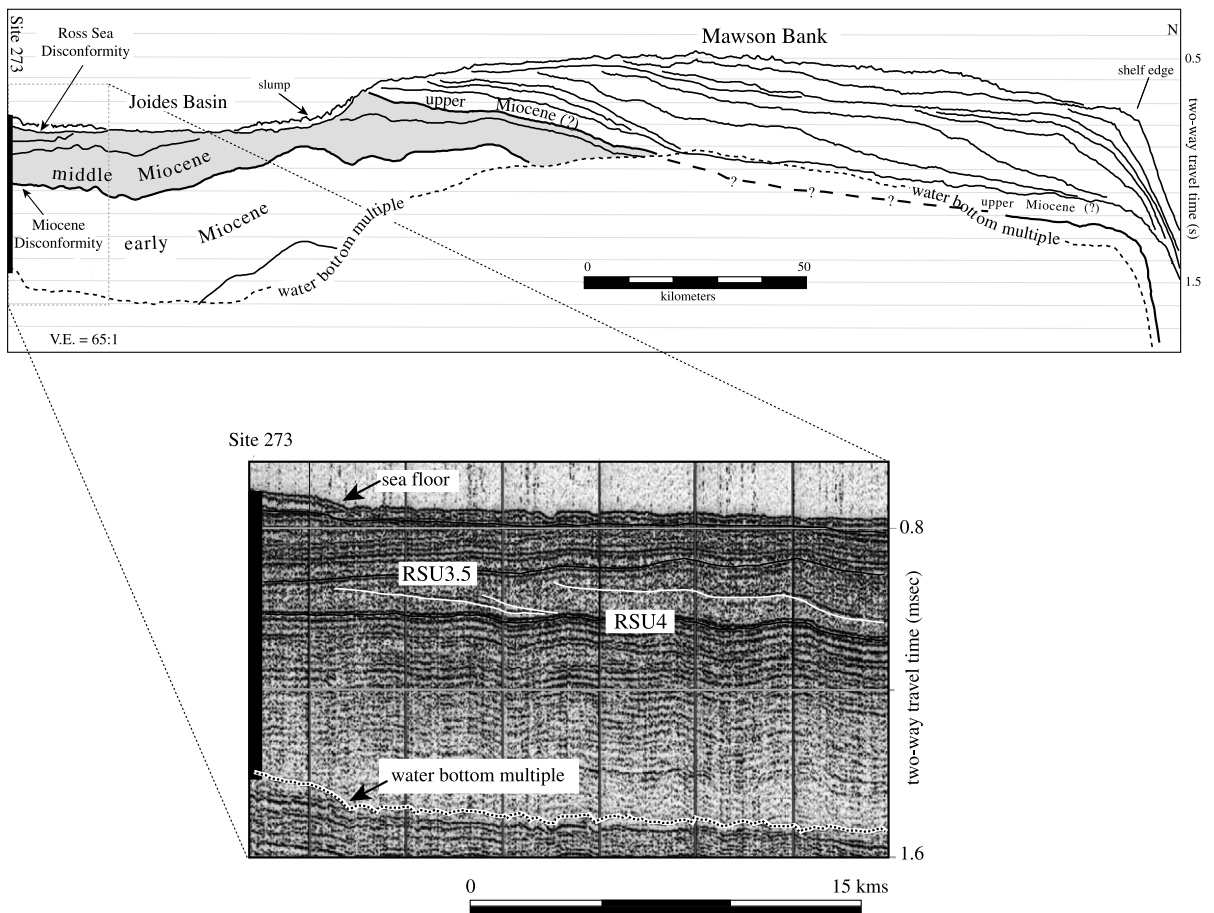 Site 273
Ross Sea
Disconformity
Joides Basin
slump
Mawson Bank
N
0.5
shelf edge
upper Miocene (?)
middle Miocene
Miocene
Disconformity
early Miocene
water bottom multiple
? ? ?
water bottom multiple
upper Miocene (?)
two-way travel time (s)
1.5
0 50
kilometers
V.E. = 65:1
Site 273
sea floor
0.8
RSU3.5
RSU4
two-way travel time (msec)
water bottom multiple
1.6
0 15 kms